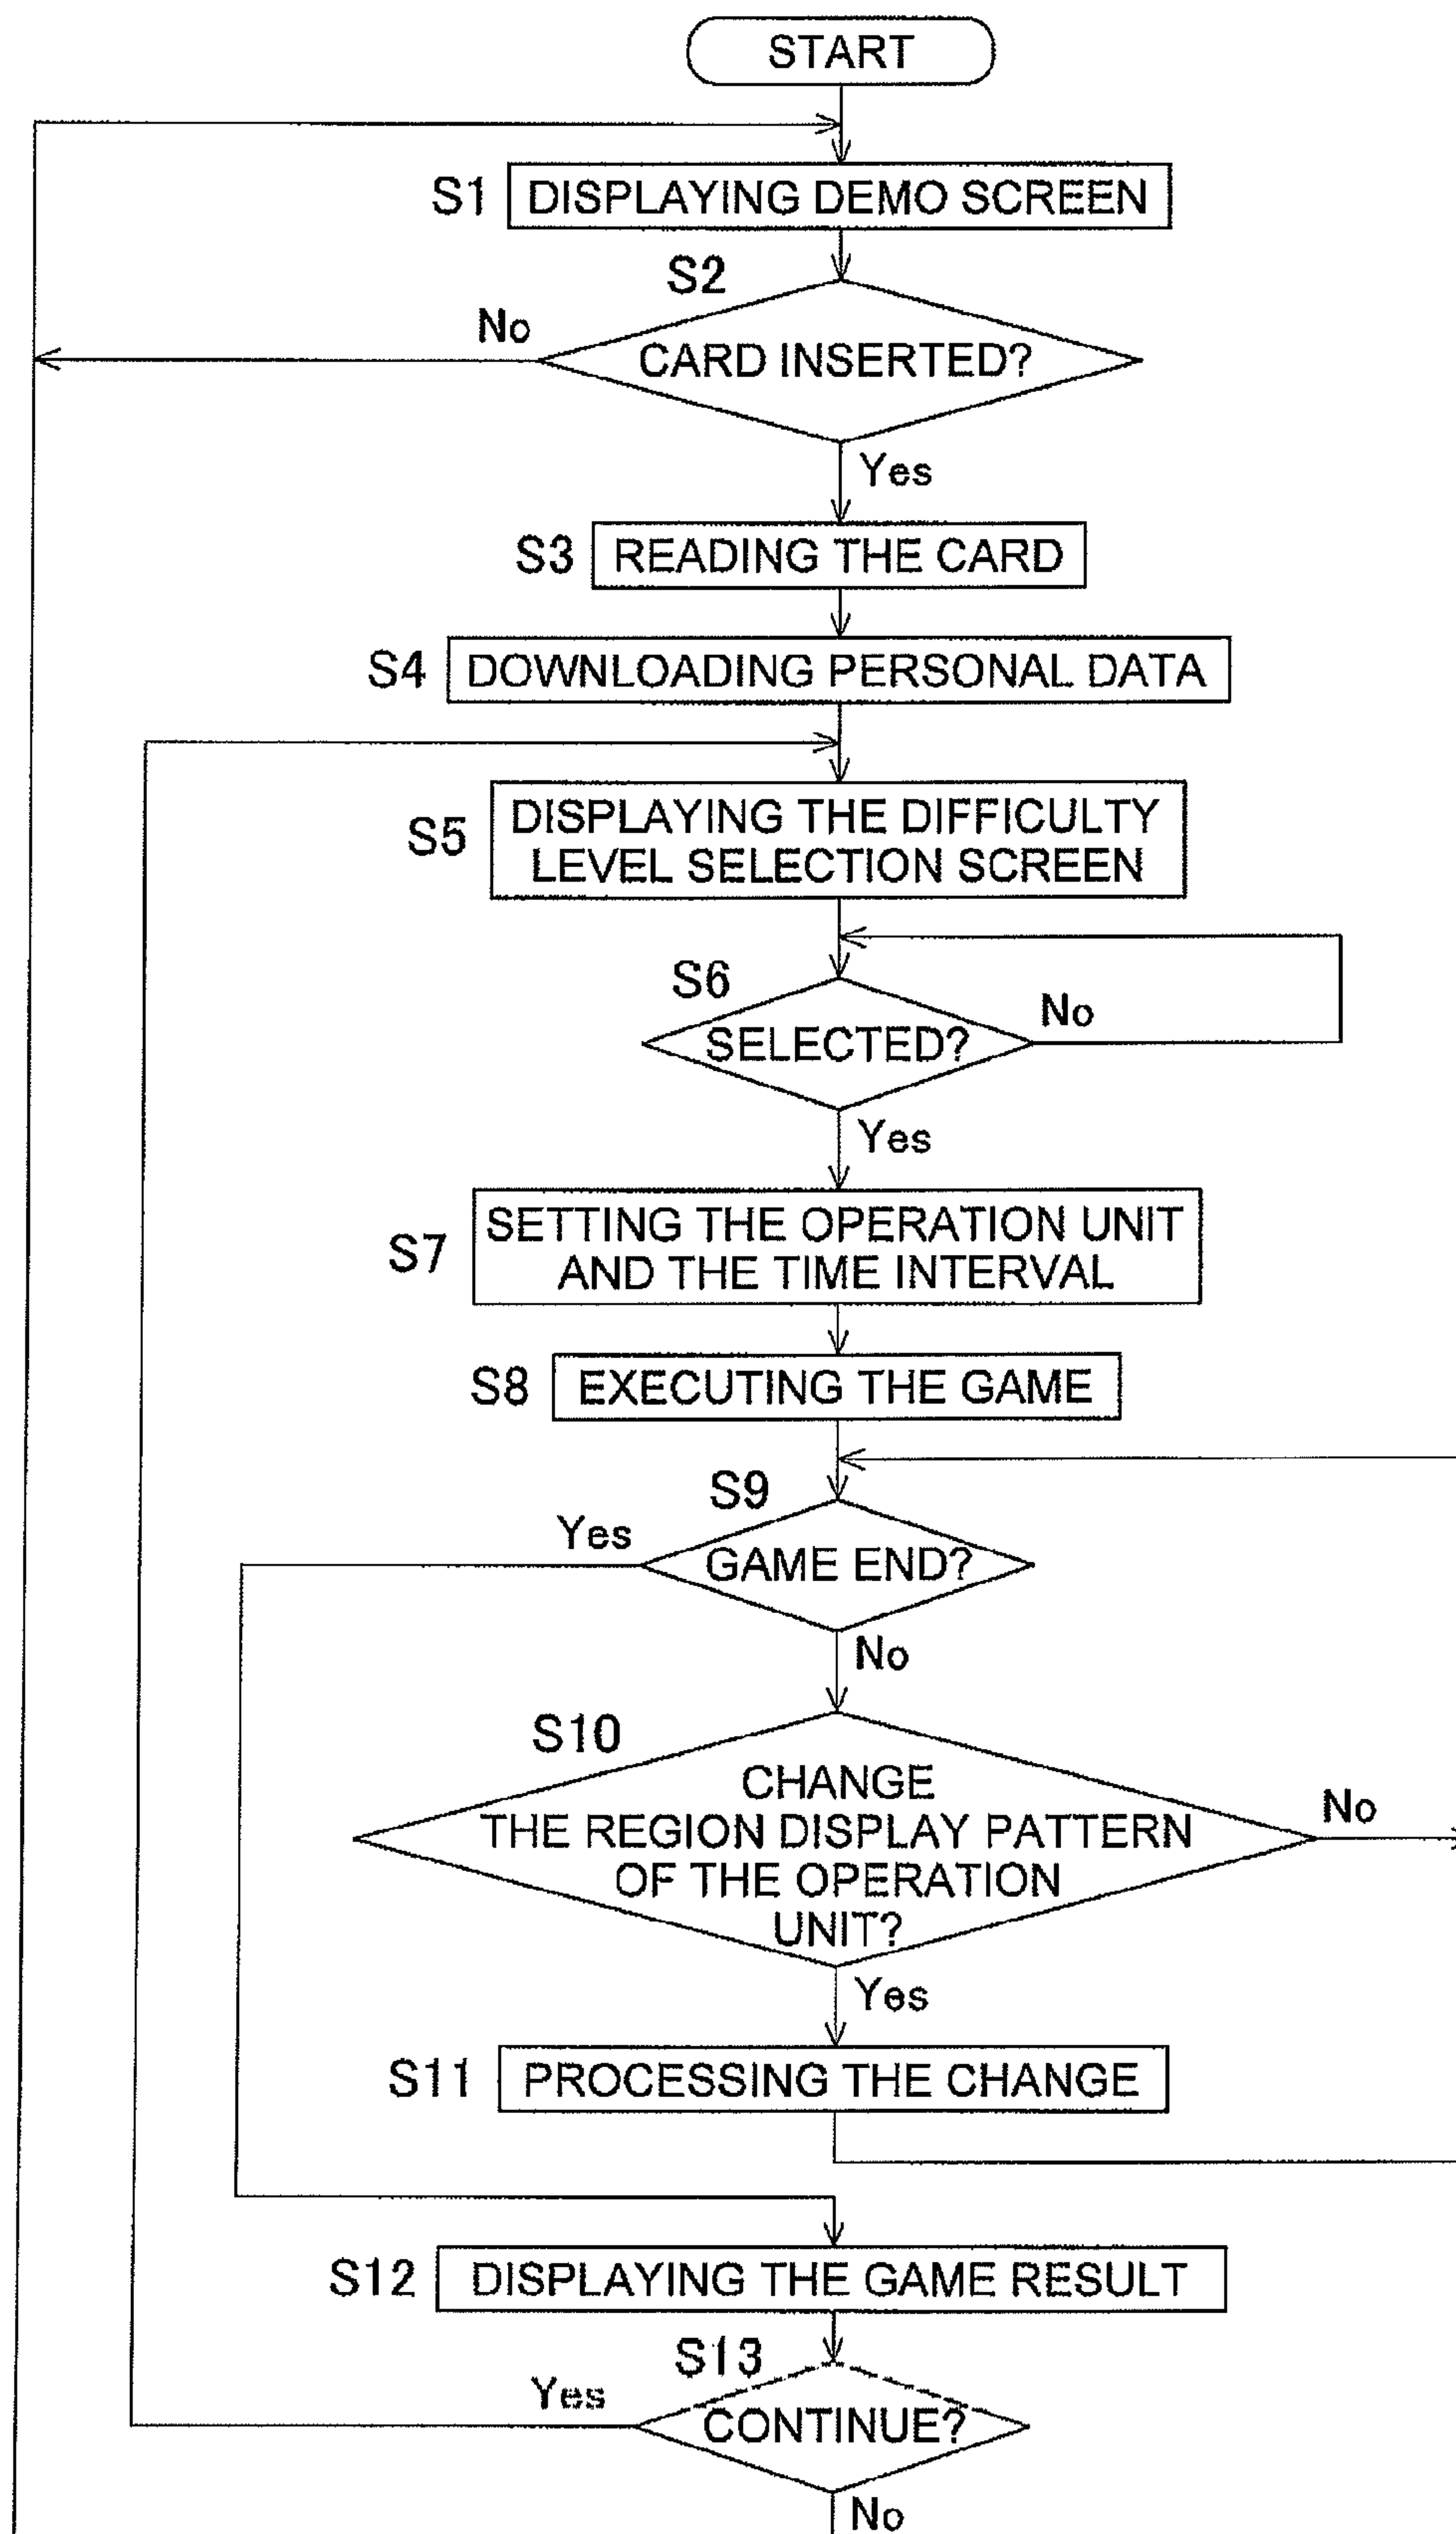 START
S1 DISPLAYING DEMO SCREEN
S2
No
CARD INSERTED?
Yes
S3 READING THE CARD
S4 DOWNLOADING PERSONAL DATA
S5 DISPLAYING THE DIFFICULTY
LEVEL SELECTION SCREEN
S6
No
SELECTED?
Yes
S7 SETTING THE OPERATION UNIT
AND THE TIME INTERVAL
S8 EXECUTING THE GAME
S9
Yes
GAME END?
No
S10
CHANGE
No
THE REGION DISPLAY PATTERN
OF THE OPERATION
UNIT?
Yes
S11 PROCESSING THE CHANGE
S12 DISPLAYING THE GAME RESULT
S13
Yes
CONTINUE?
No